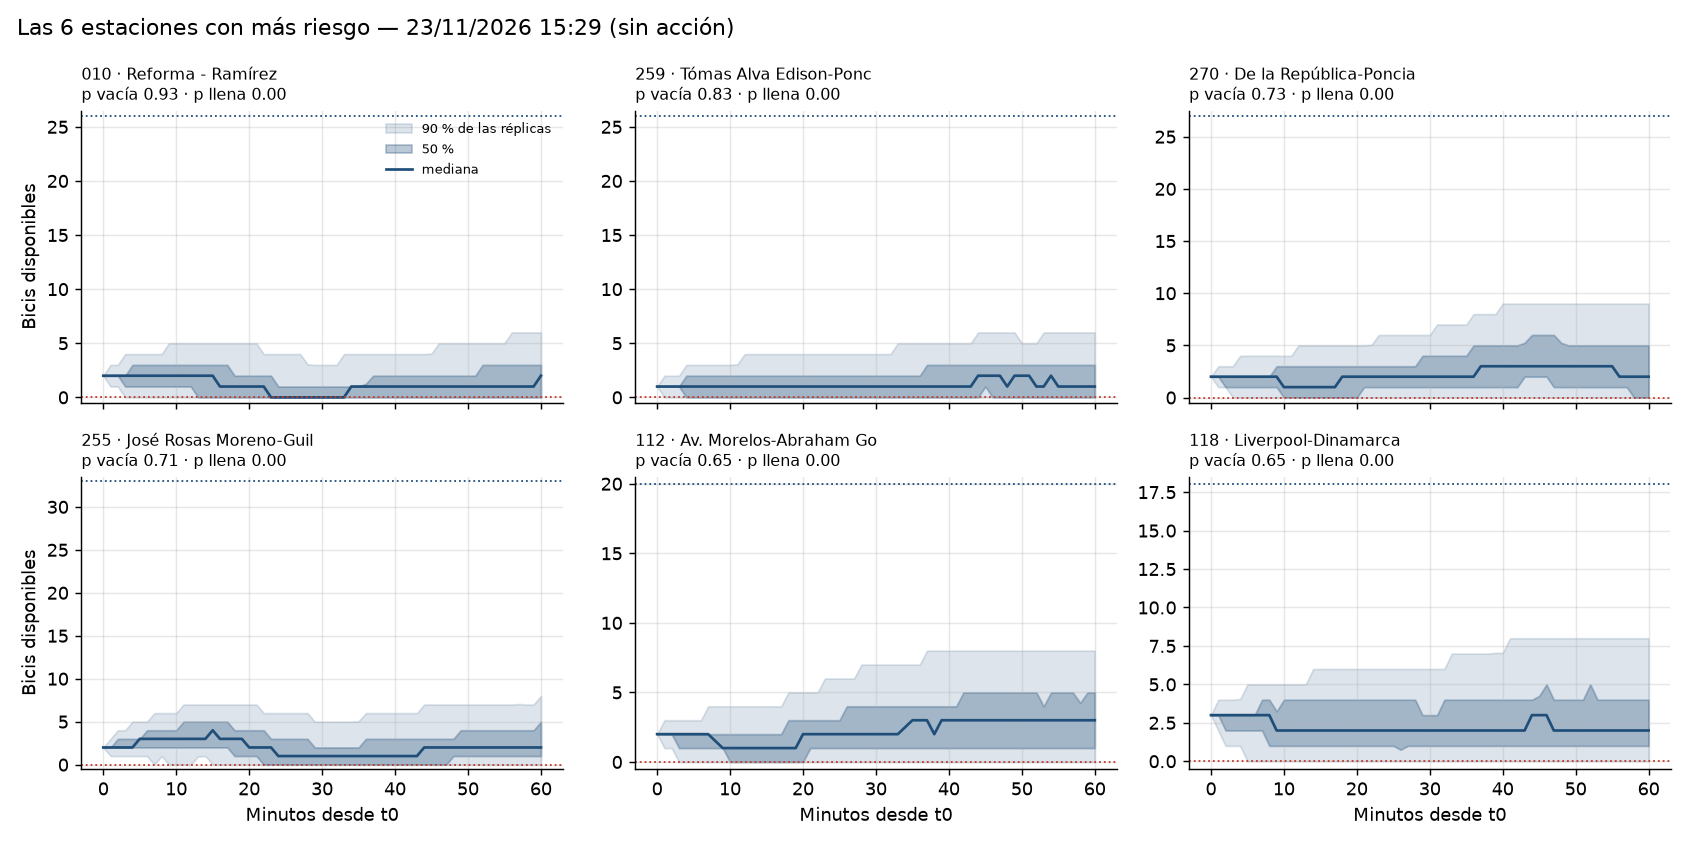 Las 6 estaciones con más riesgo — 23/11/2026 15:29 (sin acción)
010 · Reforma - Ramírez
p vacía 0.93 · p llena 0.00
25
20
15
10
5
0
Bicis disponibles
90 % de las réplicas
50 %
mediana
259 · Tómas Alva Edison-Ponc
p vacía 0.83 · p llena 0.00
25
20
15
10
5
0
270 · De la República-Poncia
p vacía 0.73 · p llena 0.00
25
20
15
10
5
0
255 · José Rosas Moreno-Guil
p vacía 0.71 · p llena 0.00
30
25
20
15
10
5
0
Bicis disponibles
0 10 20 30 40 50 60
Minutos desde t0
112 · Av. Morelos-Abraham Go
p vacía 0.65 · p llena 0.00
20
15
10
5
0
0 10 20 30 40 50 60
Minutos desde t0
118 · Liverpool-Dinamarca
p vacía 0.65 · p llena 0.00
17.5
15.0
12.5
10.0
7.5
5.0
2.5
0.0
0 10 20 30 40 50 60
Minutos desde t0